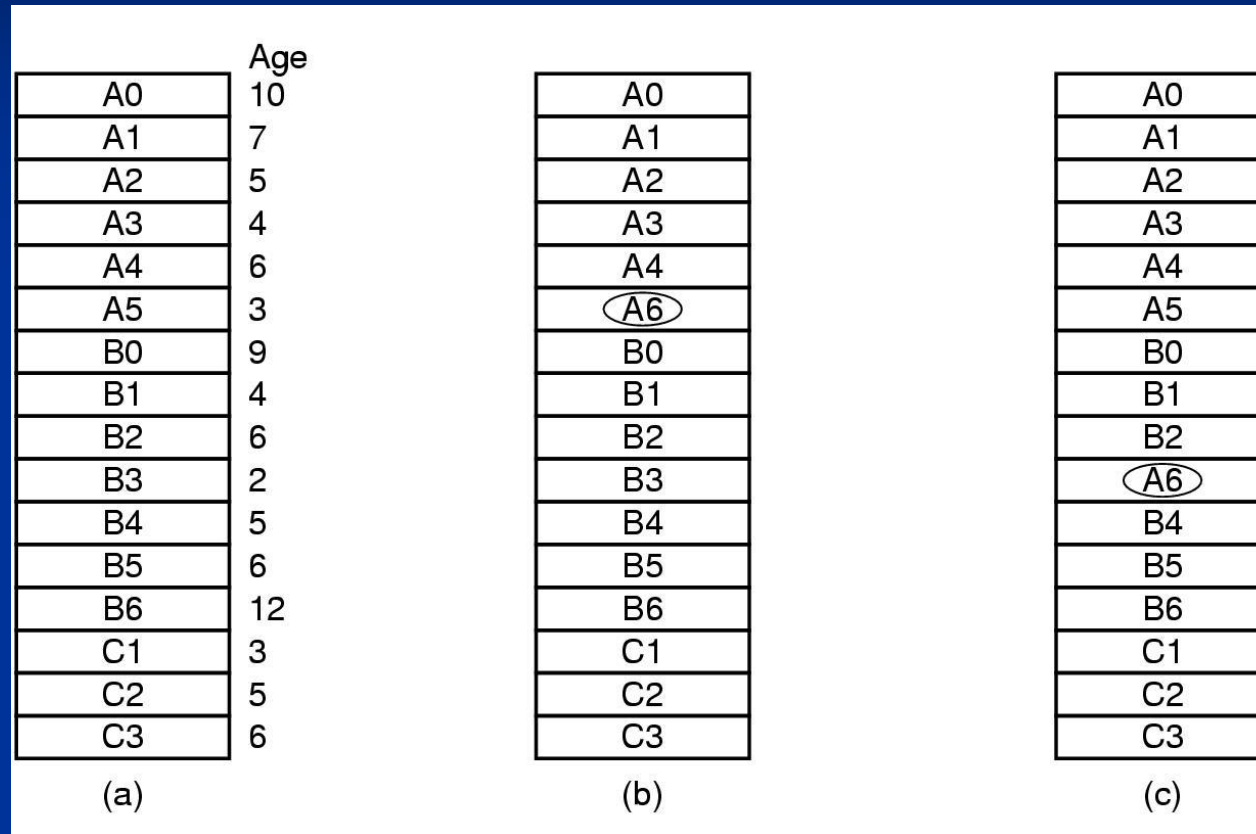 Age
A0 10 A0 A0
A1 7 A1 A1
A2 5 A2 A2
A3 4 A3 A3
A4 6 A4 A4
A5 3 A6 A5
B0 9 B0 B0
B1 4 B1 B1
B2 6 B2 B2
B3 2 B3 A6
B4 5 B4 B4
B5 6 B5 B5
B6 12 B6 B6
C1 3 C1 C1
C2 5 C2 C2
C3 6 C3 C3
(a) (b) (c)